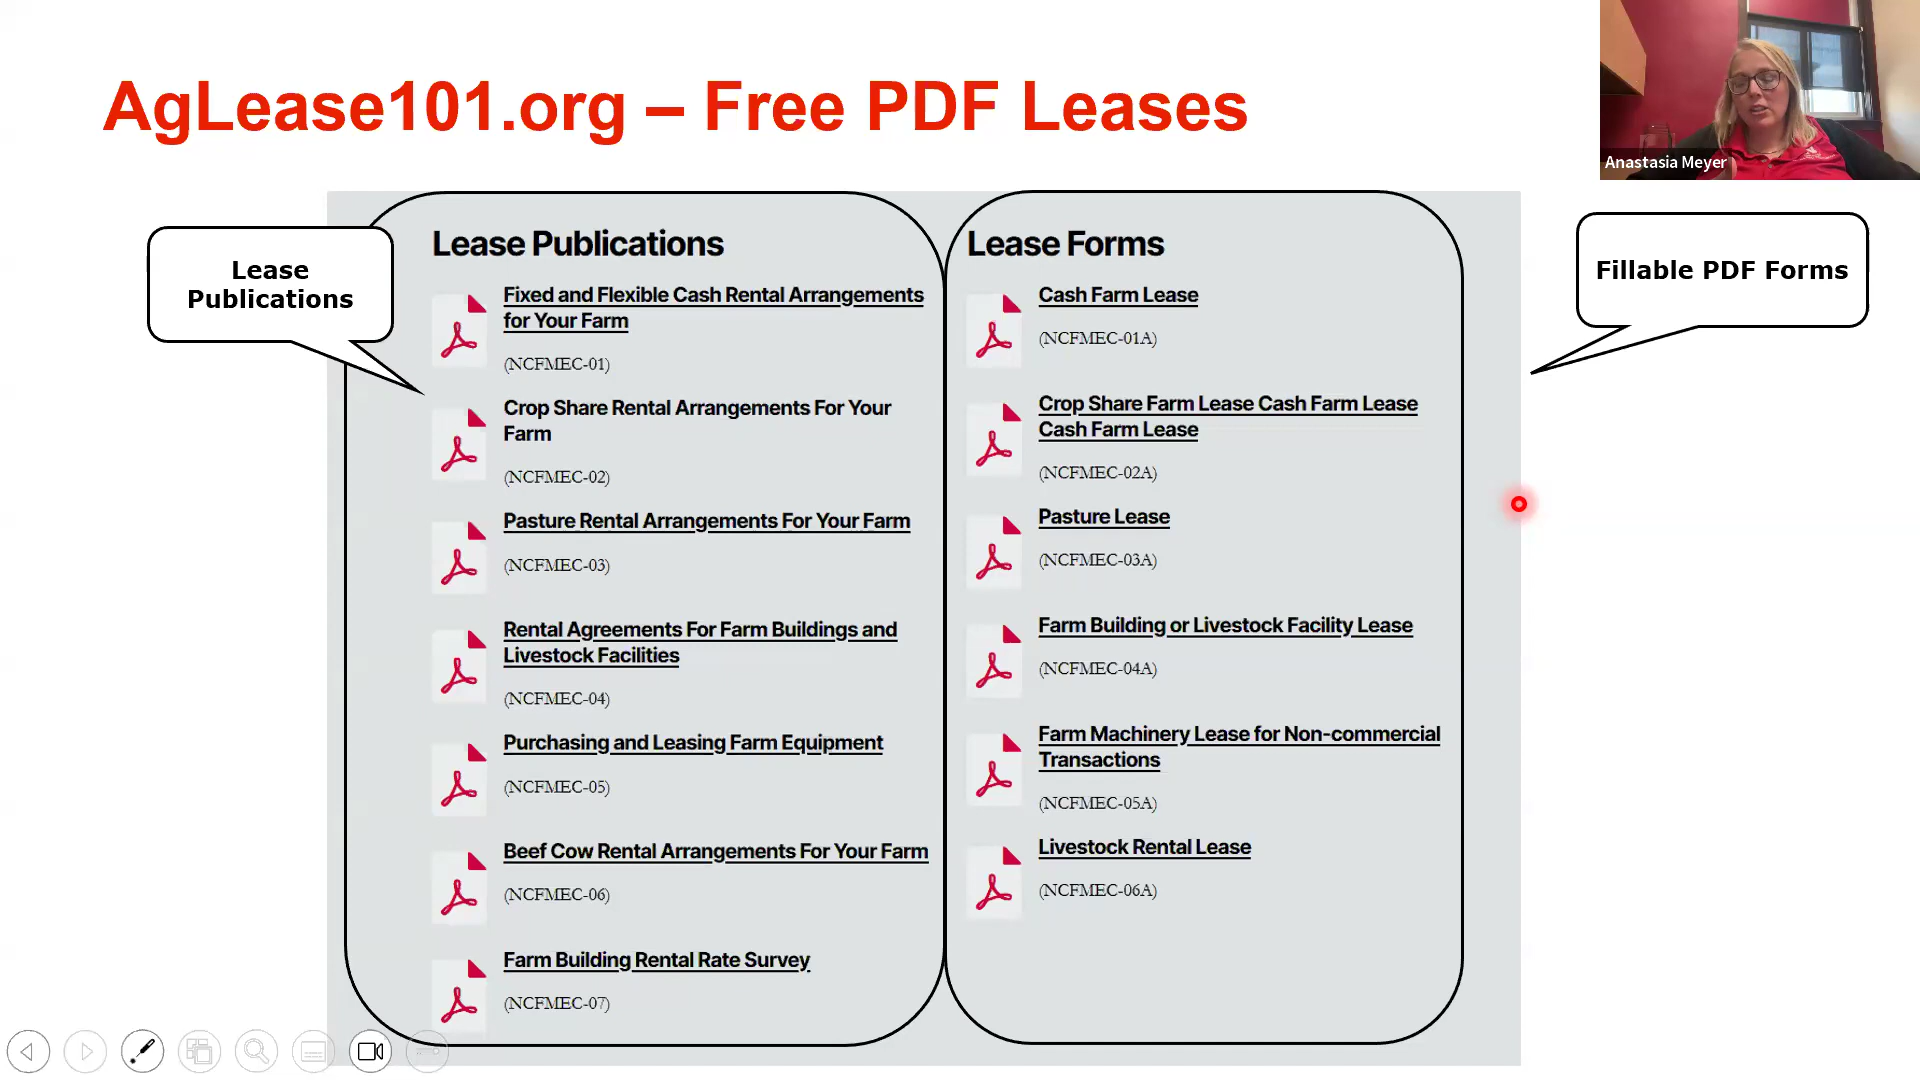 AgLease101.org – Free PDF Leases
Anastasia Meyer
Lease
Publications
Fillable PDF Forms
Lease Publications
Fixed and Flexible Cash Rental Arrangements
for Your Farm
(NCFMEC-01)
Crop Share Rental Arrangements For Your
Farm
(NCFMEC-02)
Pasture Rental Arrangements For Your Farm
(NCFMEC-03)
Rental Agreements For Farm Buildings and
Livestock Facilities
(NCFMEC-04)
Purchasing and Leasing Farm Equipment
(NCFMEC-05)
Beef Cow Rental Arrangements For Your Farm
(NCFMEC-06)
Farm Building Rental Rate Survey
(NCFMEC-07)
Lease Forms
Cash Farm Lease
(NCFMEC-01A)
Crop Share Farm Lease Cash Farm Lease
Cash Farm Lease
(NCFMEC-02A)
Pasture Lease
(NCFMEC-03A)
Farm Building or Livestock Facility Lease
(NCFMEC-04A)
Farm Machinery Lease for Non-commercial
Transactions
(NCFMEC-05A)
Livestock Rental Lease
(NCFMEC-06A)